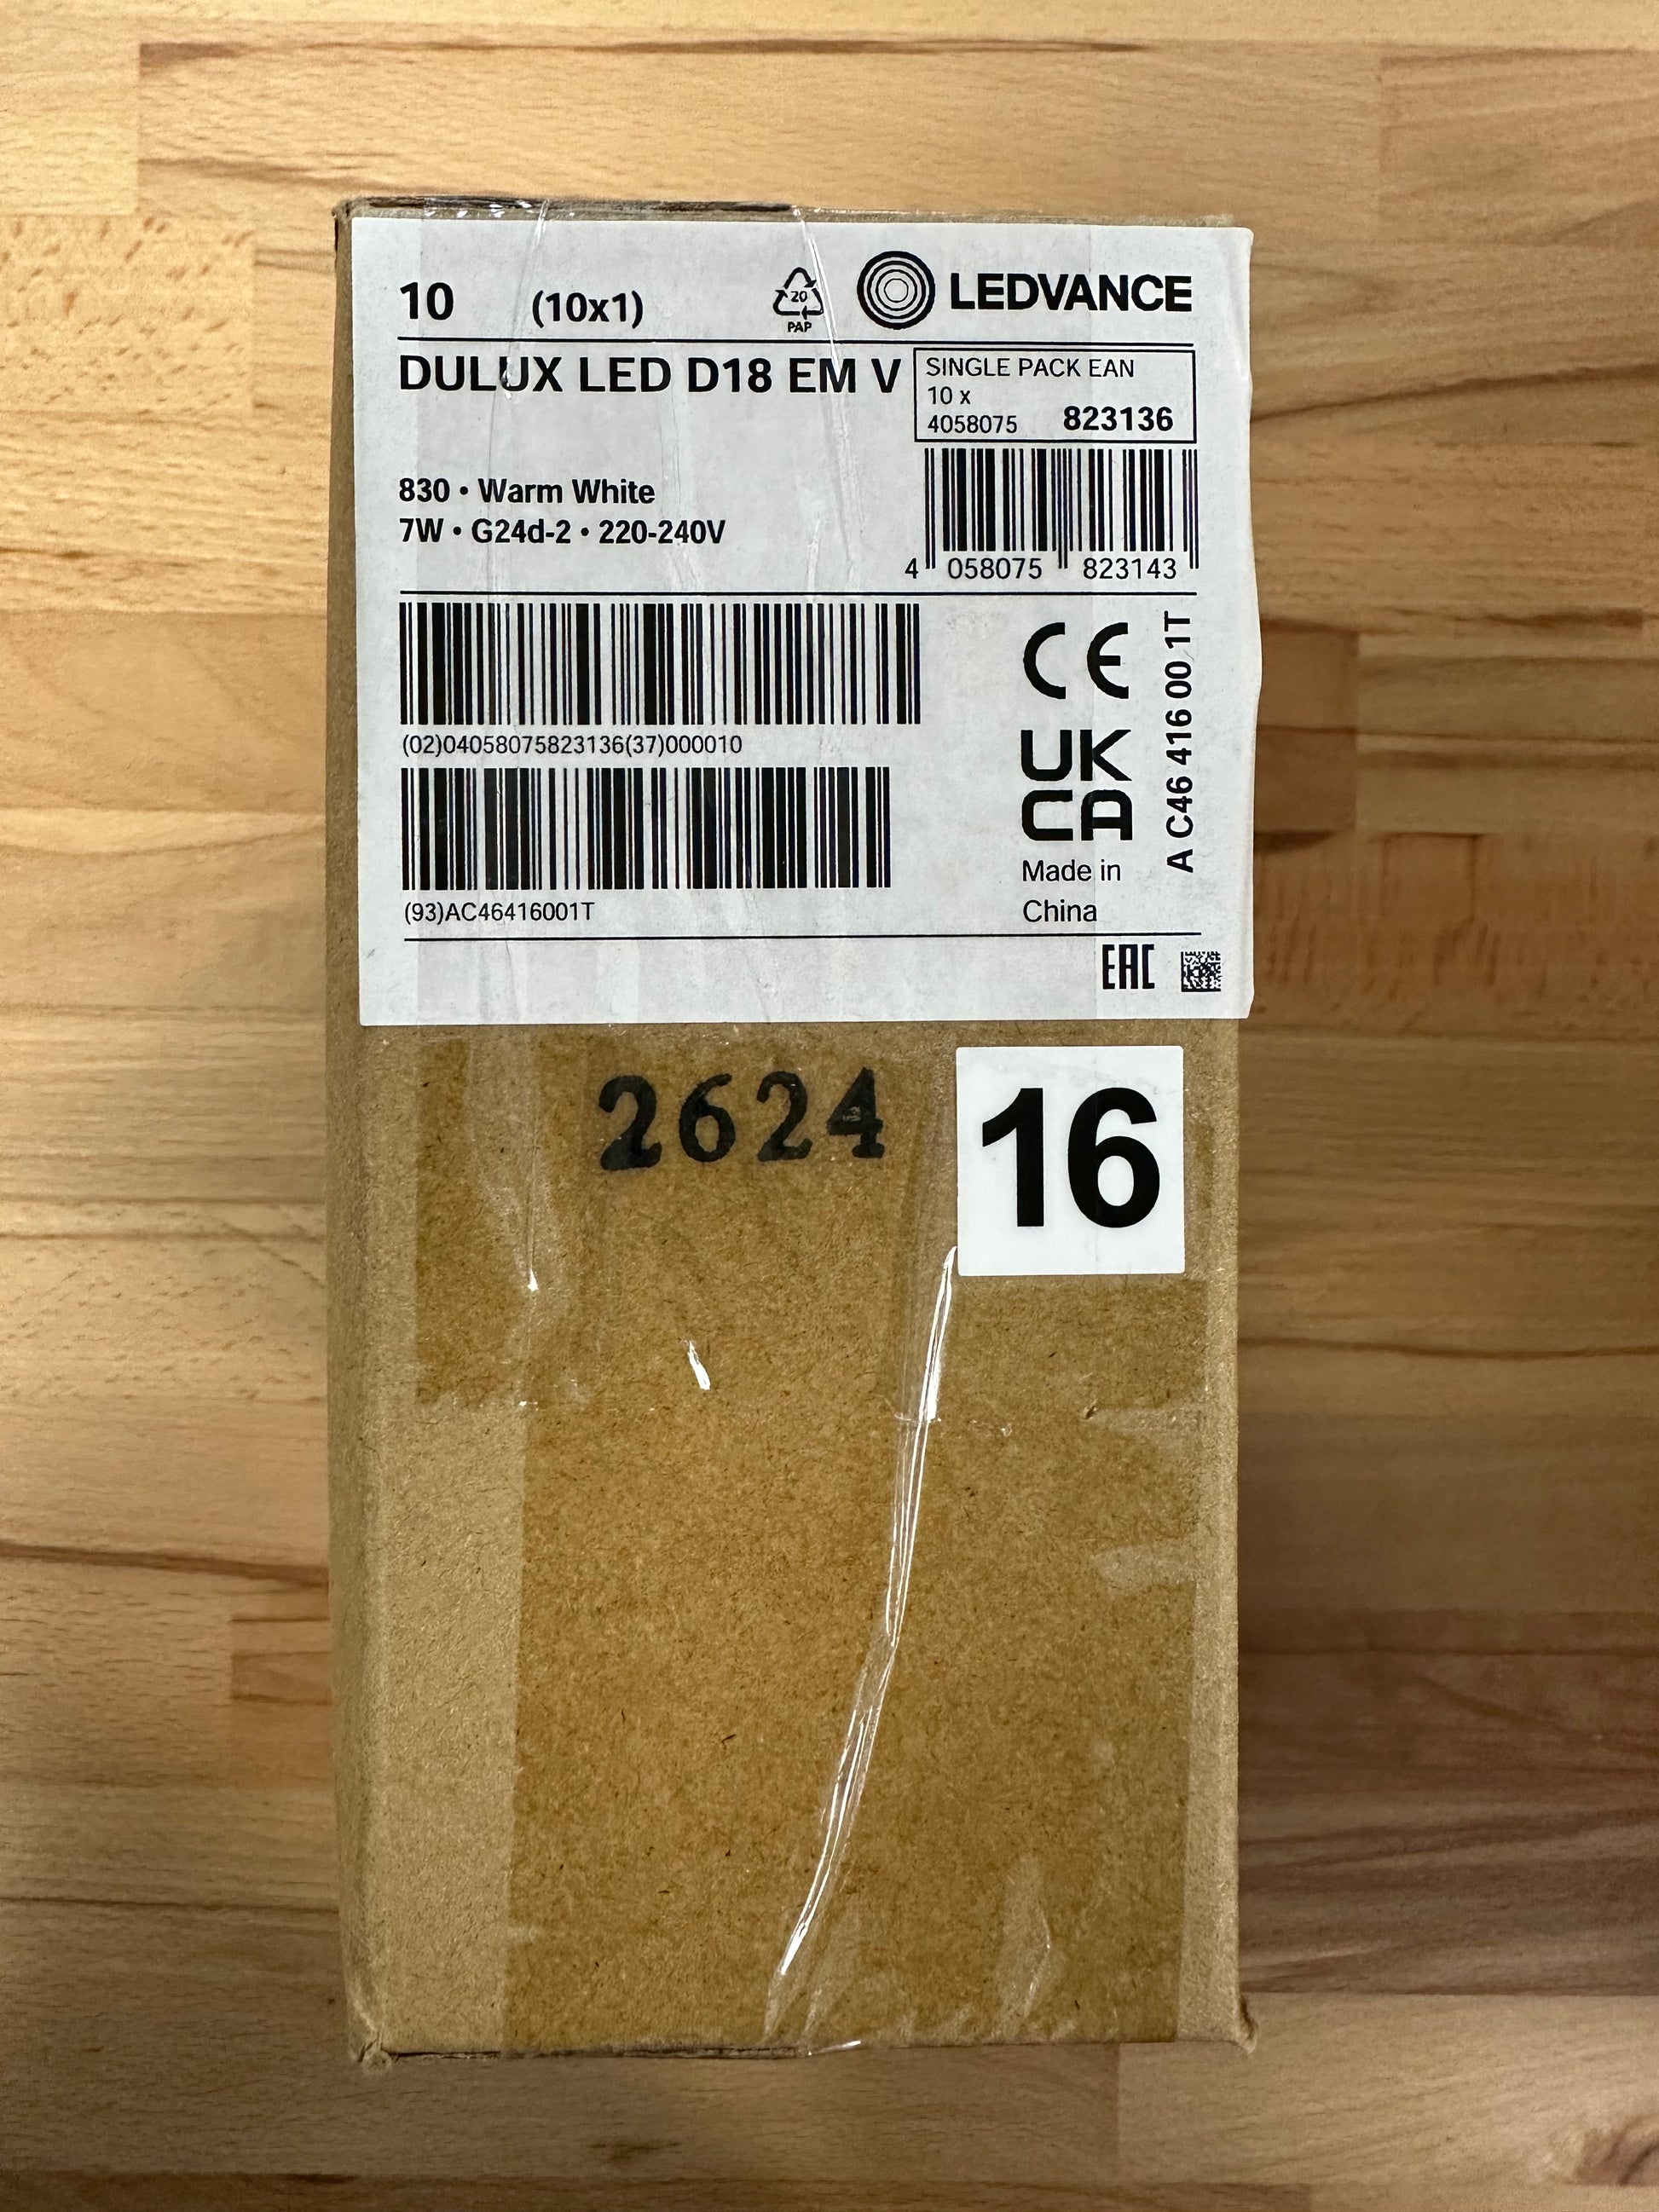 10 (10x1)
20
PAP
LEDVANCE
DULUX LED D18 EM V
SINGLE PACK EAN
10 x
4058075 823136
830 • Warm White
7W • G24d-2 • 220-240V
4 058075 823143
(02)04058075823136(37)000010
(93)AC46416001T
CE
UK
CA
Made in
China
A C46 416 00 1T
EAC
2624
16